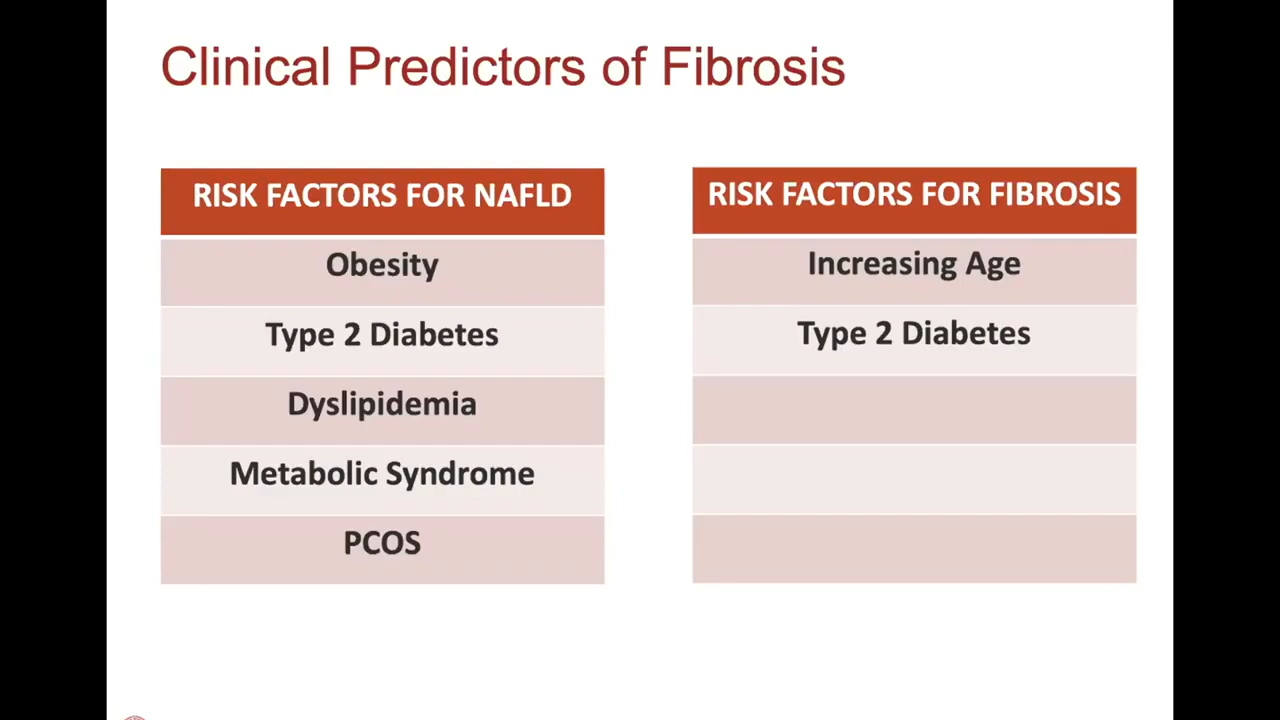 Clinical Predictors of Fibrosis
RISK FACTORS FOR NAFLD
Obesity
Type 2 Diabetes
Dyslipidemia
Metabolic Syndrome
PCOS
RISK FACTORS FOR FIBROSIS
Increasing Age
Type 2 Diabetes